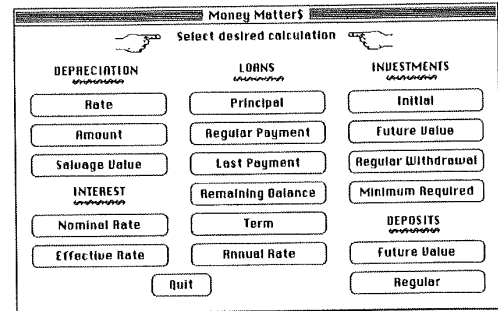 Money Matter$
Select desired calculation
DEPRECIATION
Rate
Amount
Salvage Value
INTEREST
Nominal Rate
Effective Rate
LOANS
Principal
Regular Payment
Last Payment
Remaining Balance
Term
Annual Rate
INVESTMENTS
Initial
Future Value
Regular Withdrawal
Minimum Required
DEPOSITS
Future Value
Regular
Quit